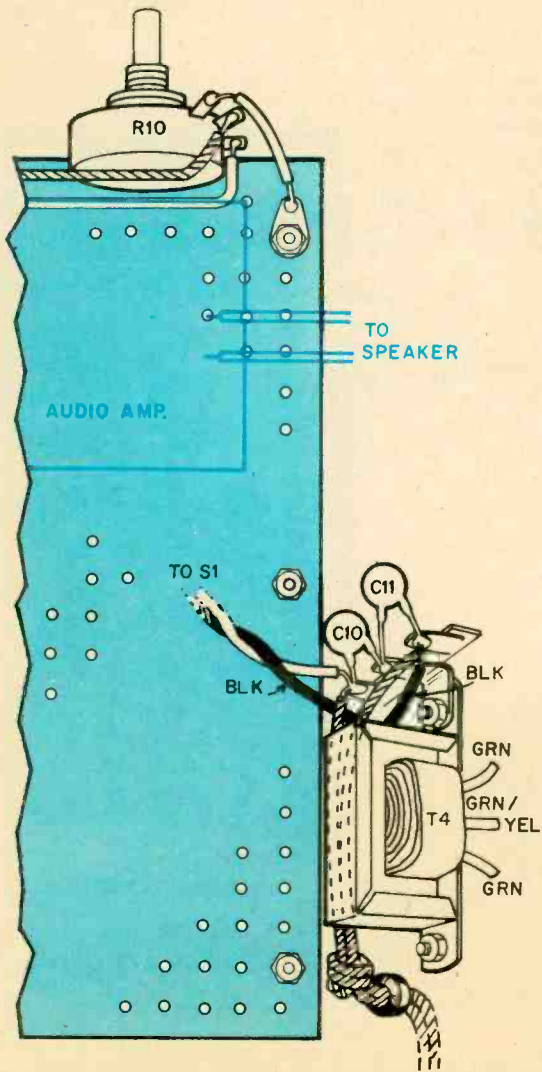 R10
TO
SPEAKER
AUDIO AMP.
TO S1
C11
C10
BLK
BLK
GRN
GRN/
YEL
T4
GRN